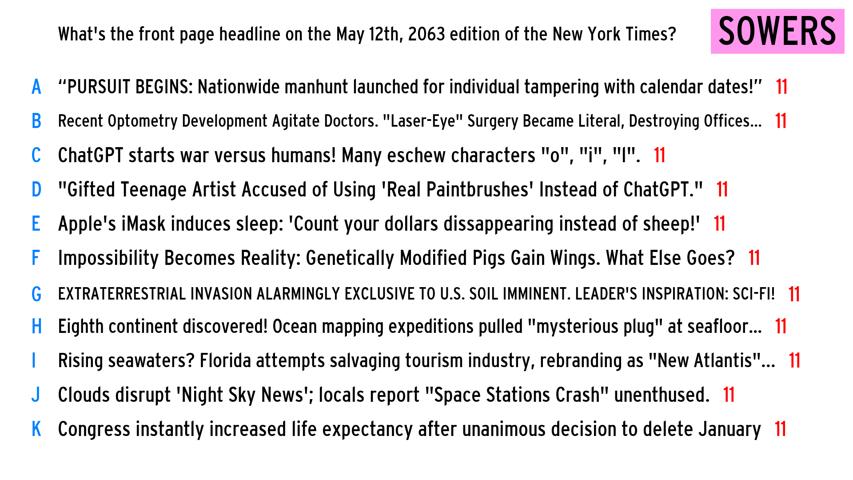 What's the front page headline on the May 12th, 2063 edition of the New York Times?
SOWERS
A “PURSUIT BEGINS: Nationwide manhunt launched for individual tampering with calendar dates!” 11
B Recent Optometry Development Agitate Doctors. "Laser-Eye" Surgery Became Literal, Destroying Offices... 11
C ChatGPT starts war versus humans! Many eschew characters "o", "i", "l". 11
D "Gifted Teenage Artist Accused of Using 'Real Paintbrushes' Instead of ChatGPT." 11
E Apple's iMask induces sleep: 'Count your dollars dissappearing instead of sheep!' 11
F Impossibility Becomes Reality: Genetically Modified Pigs Gain Wings. What Else Goes? 11
G EXTRATERRESTRIAL INVASION ALARMINGLY EXCLUSIVE TO U.S. SOIL IMMINENT. LEADER'S INSPIRATION: SCI-FI! 11
H Eighth continent discovered! Ocean mapping expeditions pulled "mysterious plug" at seafloor... 11
I Rising seawaters? Florida attempts salvaging tourism industry, rebranding as "New Atlantis"... 11
J Clouds disrupt 'Night Sky News'; locals report "Space Stations Crash" unenthused. 11
K Congress instantly increased life expectancy after unanimous decision to delete January 11